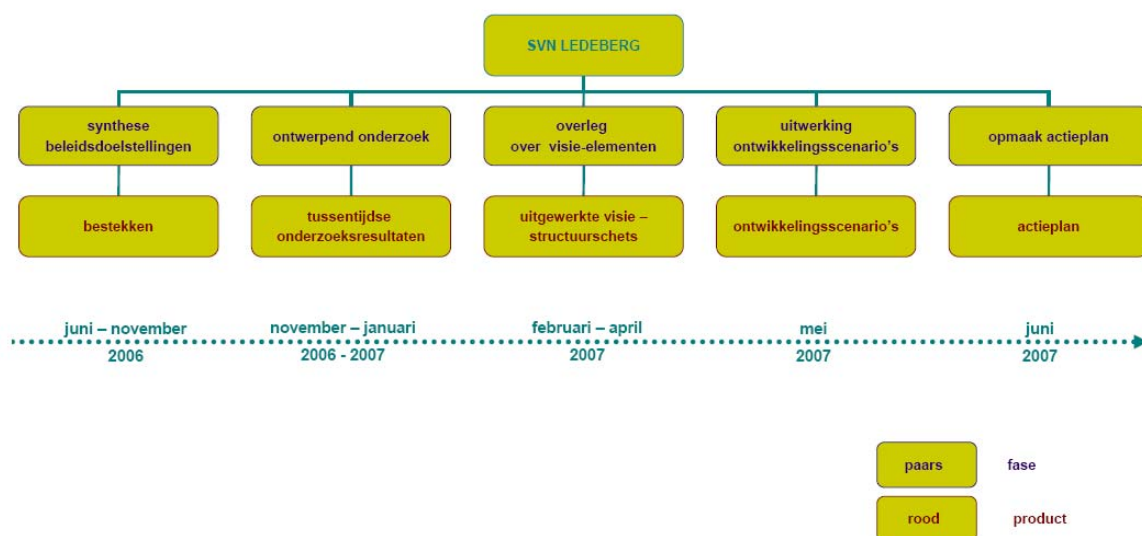 SVN LEDEBERG
synthese
beleidsdoelstellingen
ontwerpend onderzoek
overleg
over visie-elementen
uitwerking
ontwikkelingsscenario's
opmaak actieplan
bestekken
tussentijdse
onderzoeksresultaten
uitgewerkte visie –
structuurschets
ontwikkelingsscenario's
actieplan
juni – november
2006
november – januari
2006 - 2007
februari – april
2007
mei
2007
juni
2007
paars fase
rood product